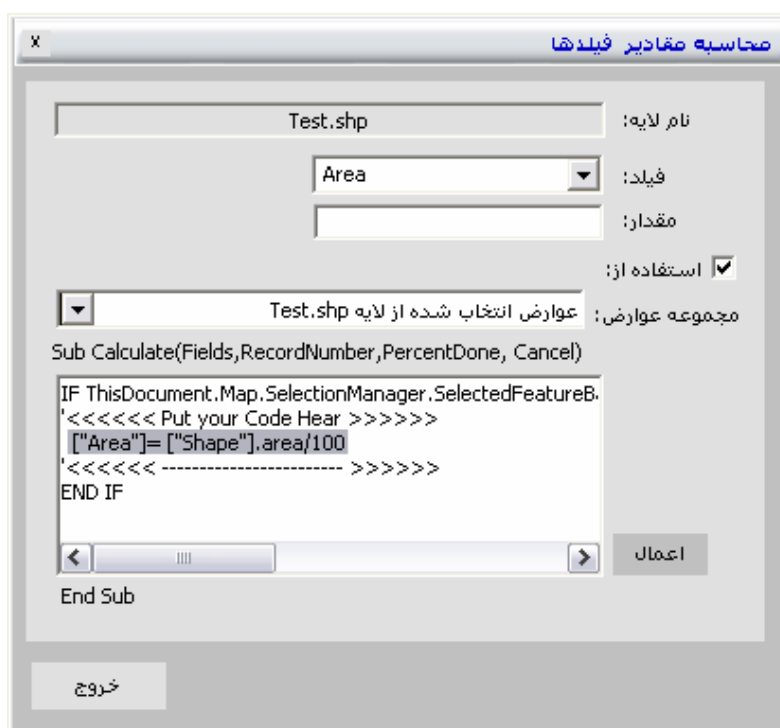 محاسبه مقادیر فیلدها
x
نام لایه: Test.shp
فیلد: Area
مقدار:
استفاده از:
مجموعه عوارض: عوارض انتخاب شده از لایه Test.shp
Sub Calculate(Fields,RecordNumber,PercentDone, Cancel)
IF ThisDocument.Map.SelectionManager.SelectedFeatureB
'<<<<<< Put your Code Hear >>>>>>
["Area"]= ["Shape"].area/100
'<<<<<< ------------------------ >>>>>>
END IF
اعمال
End Sub
خروج